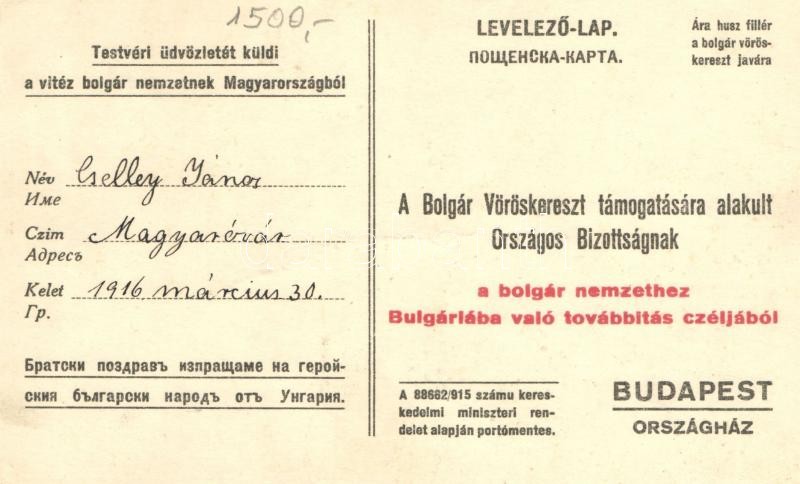 1500,-
Testvéri üdvözletét küldi
a vitéz bolgár nemzetnek Magyarországból
Név Cselley János
Име
Czim Magyaróvár
Адресъ
Kelet 1916 március 30.
Гр.
Братски поздравъ изпращаме на герой-
ския български народъ отъ Унгария.
LEVELEZŐ-LAP.
ПОЩЕНСКА-КАРТА.
Ára husz fillér
a bolgár vörös-
kereszt javára
A Bolgár Vöröskereszt támogatására alakult
Országos Bizottságnak
a bolgár nemzethez
Bulgáriába való továbbitás czéljából
A 88662/915 számu keres-
kedelmi miniszteri ren-
delet alapján portómentes.
BUDAPEST
ORSZÁGHÁZ